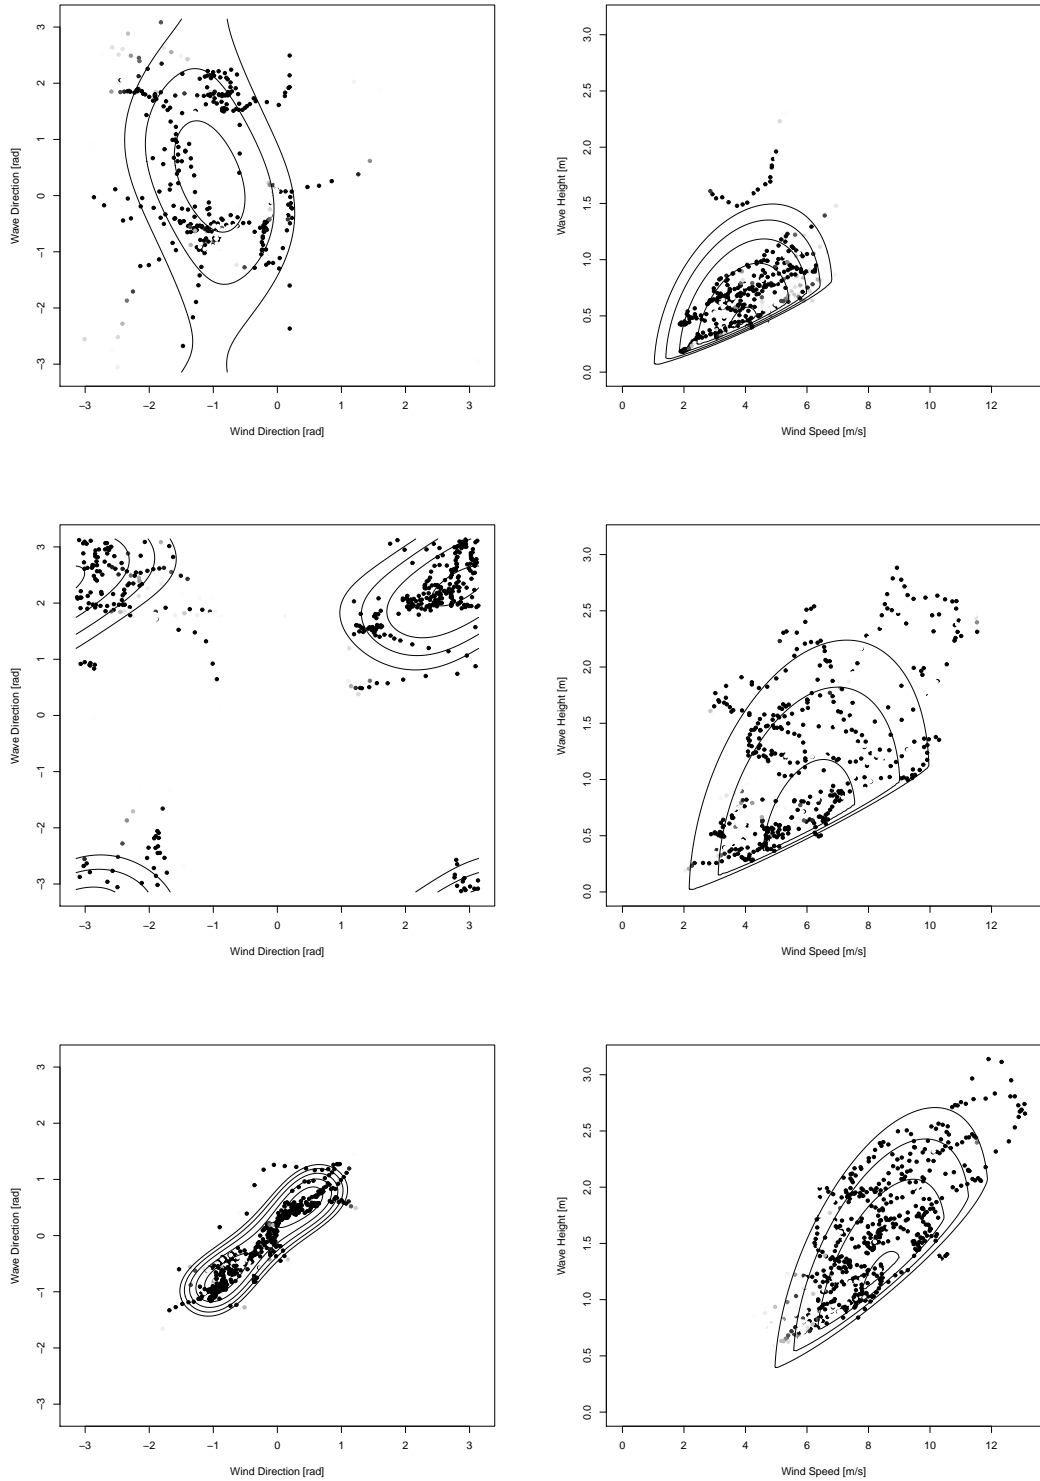 3
2
1
0
−1
−2
−3
Wave Direction [rad]
−3 −2 −1 0 1 2 3
Wind Direction [rad]
3.0
2.5
2.0
1.5
1.0
0.5
0.0
Wave Height [m]
0 2 4 6 8 10 12
Wind Speed [m/s]
3
2
1
0
−1
−2
−3
Wave Direction [rad]
−3 −2 −1 0 1 2 3
Wind Direction [rad]
3.0
2.5
2.0
1.5
1.0
0.5
0.0
Wave Height [m]
0 2 4 6 8 10 12
Wind Speed [m/s]
3
2
1
0
−1
−2
−3
Wave Direction [rad]
−3 −2 −1 0 1 2 3
Wind Direction [rad]
3.0
2.5
2.0
1.5
1.0
0.5
0.0
Wave Height [m]
0 2 4 6 8 10 12
Wind Speed [m/s]